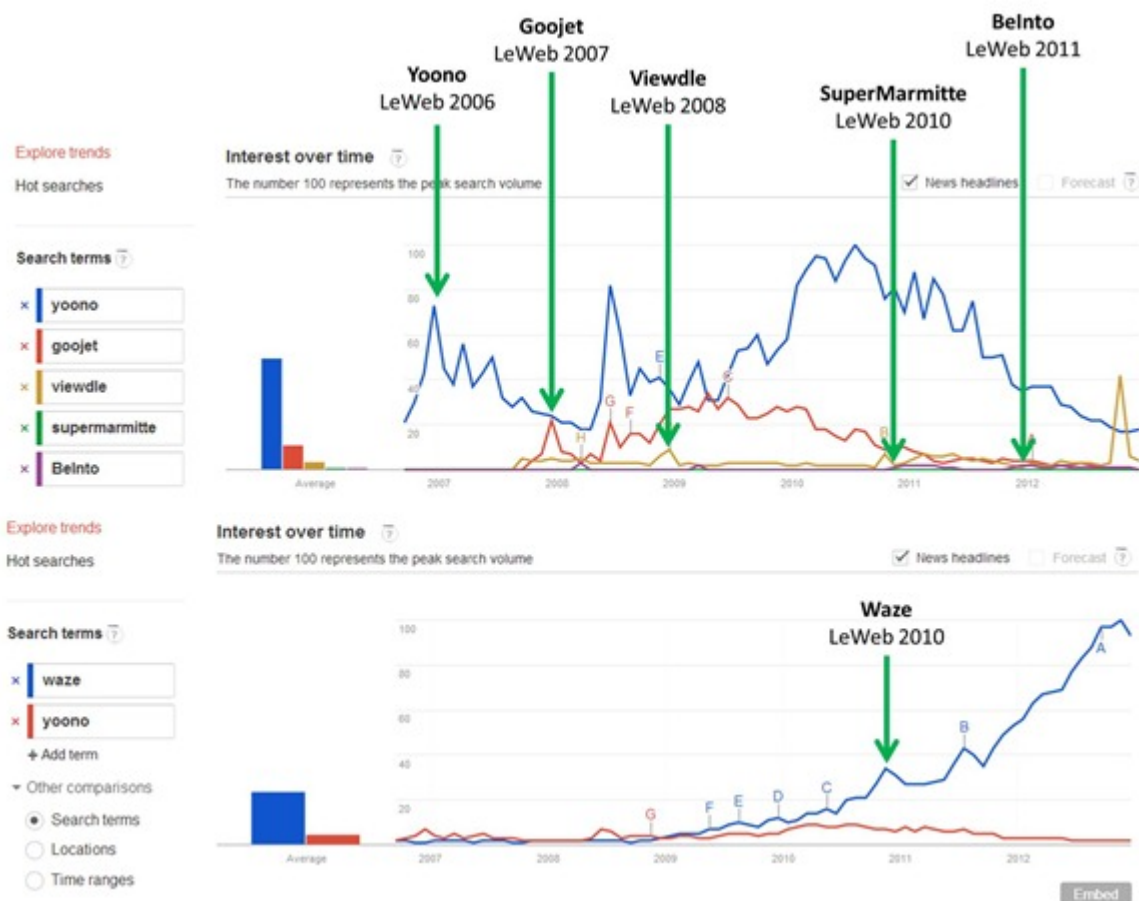 Yoono
LeWeb 2006
Goojet
LeWeb 2007
Viewdle
LeWeb 2008
SuperMarmitte
LeWeb 2010
BeInto
LeWeb 2011
Explore trends
Hot searches
Search terms ?
× yoono
× goojet
× viewdle
× supermarmitte
× BeInto
Interest over time ?
The number 100 represents the peak search volume
News headlines Forecast ?
100
80
60
40
20
E
G
F
H
C
B
A
Average
2007 2008 2009 2010 2011 2012
Explore trends
Hot searches
Search terms ?
× waze
× yoono
+ Add term
Other comparisons
Search terms
Locations
Time ranges
Interest over time ?
The number 100 represents the peak search volume
News headlines Forecast ?
Waze
LeWeb 2010
100
80
60
40
20
G F E D C B A
Average
2007 2008 2009 2010 2011 2012
Embed